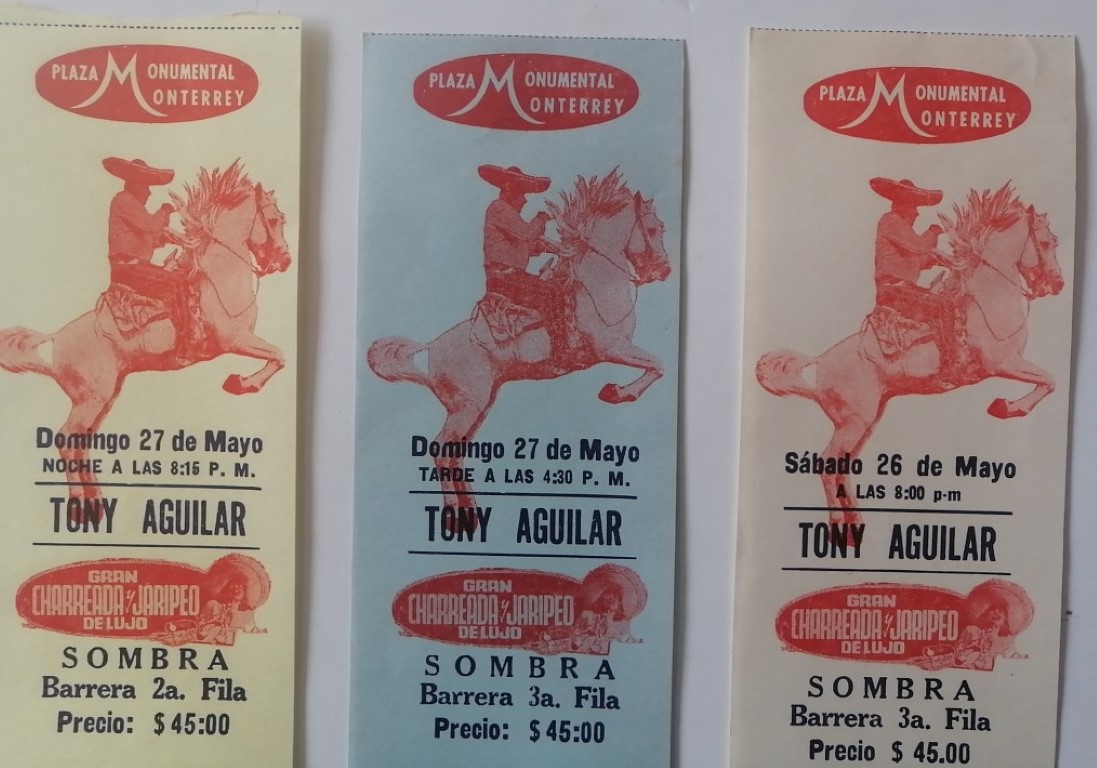 PLAZA MONUMENTAL
MONTERREY
Domingo 27 de Mayo
NOCHE A LAS 8:15 P. M.
TONY AGUILAR
GRAN
CHARREADA y JARIPEO
DE LUJO
SOMBRA
Barrera 2a. Fila
Precio: $45:00
PLAZA MONUMENTAL
MONTERREY
Domingo 27 de Mayo
TARDE A LAS 4:30 P. M.
TONY AGUILAR
GRAN
CHARREADA y JARIPEO
DE LUJO
SOMBRA
Barrera 3a. Fila
Precio: $45:00
PLAZA MONUMENTAL
MONTERREY
Sábado 26 de Mayo
A LAS 8:00 p-m
TONY AGUILAR
GRAN
CHARREADA y JARIPEO
DE LUJO
SOMBRA
Barrera 3a. Fila
Precio $ 45.00